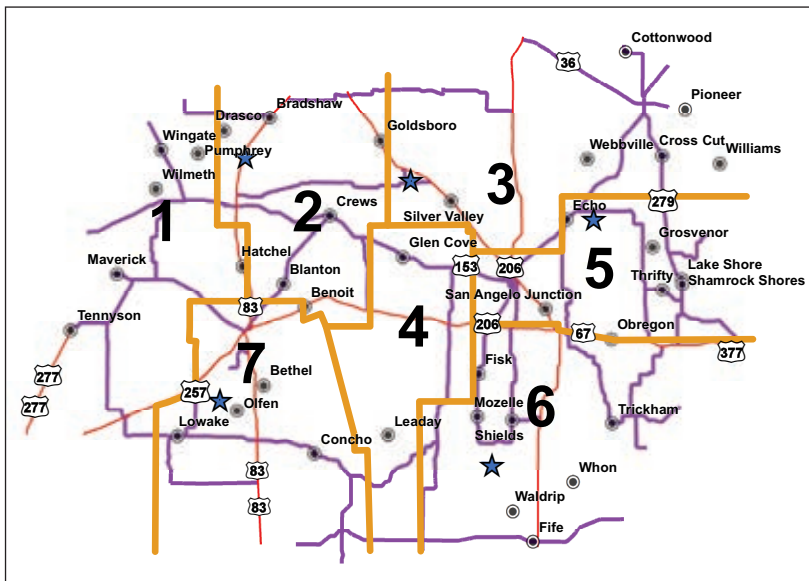 Cottonwood
36
Pioneer
Bradshaw
Drasco
Goldsboro
Wingate
Pumphrey
Webbville
Cross Cut
Williams
Wilmeth
3
279
1
2
Crews
Silver Valley
Echo
Grosvenor
Glen Cove
5
Hatchel
153
206
Lake Shore
Maverick
Blanton
Thrifty
Shamrock Shores
Benoit
San Angelo Junction
83
4
Tennyson
206
67
Obregon
377
7
277
Fisk
257
Bethel
6
277
Olfen
Mozelle
Trickham
Lowake
Leaday
Shields
Concho
83
Whon
83
Waldrip
Fife